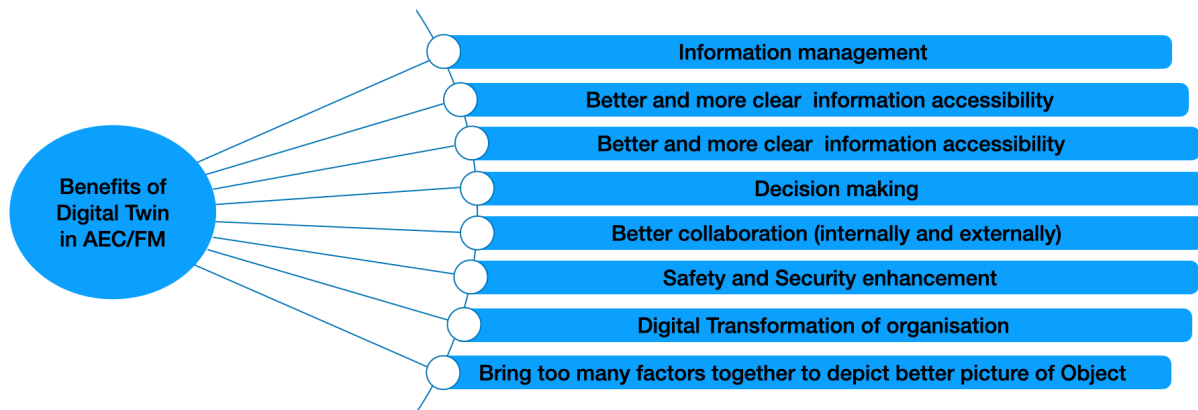 Benefits of
Digital Twin
in AEC/FM
Information management
Better and more clear information accessibility
Better and more clear information accessibility
Decision making
Better collaboration (internally and externally)
Safety and Security enhancement
Digital Transformation of organisation
Bring too many factors together to depict better picture of Object